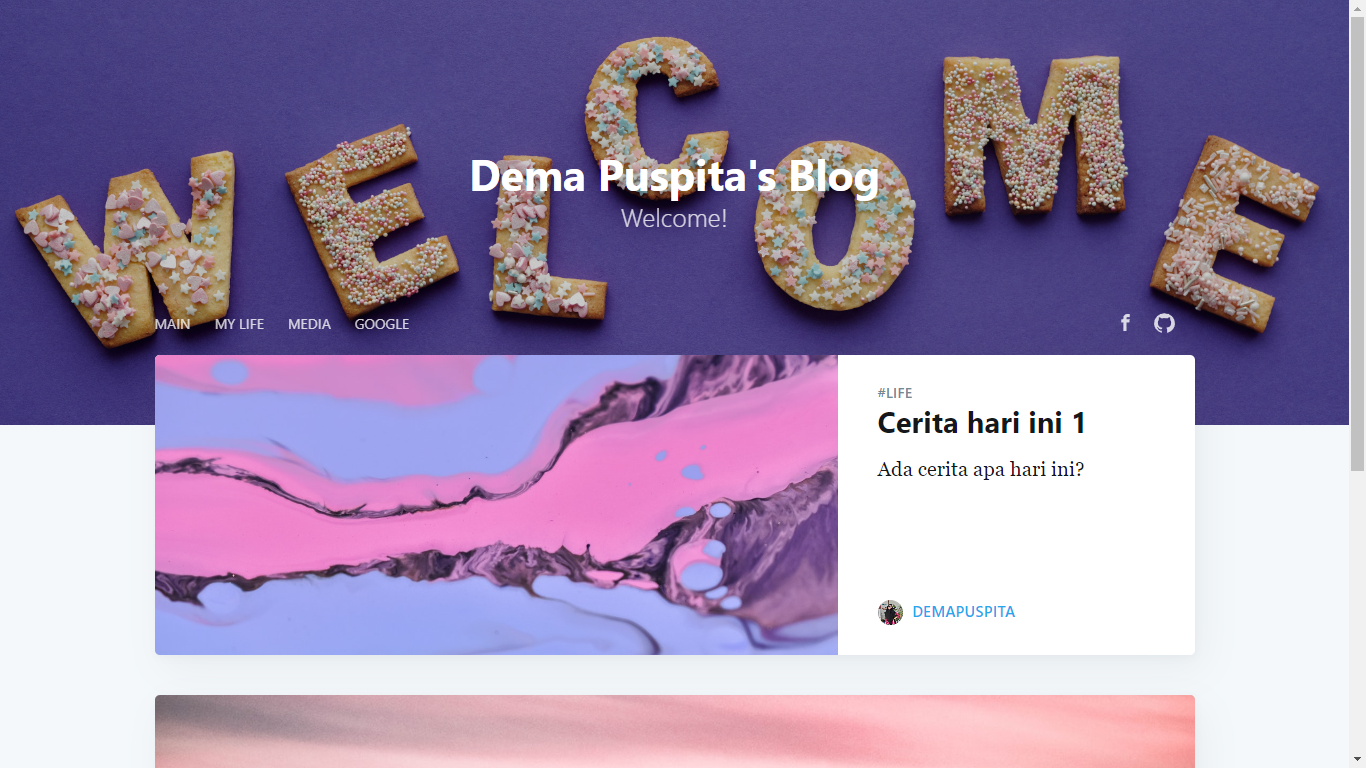 WELCOME
Dema Puspita's Blog
Welcome!
MAIN MY LIFE MEDIA GOOGLE
#LIFE
Cerita hari ini 1
Ada cerita apa hari ini?
DEMAPUSPITA